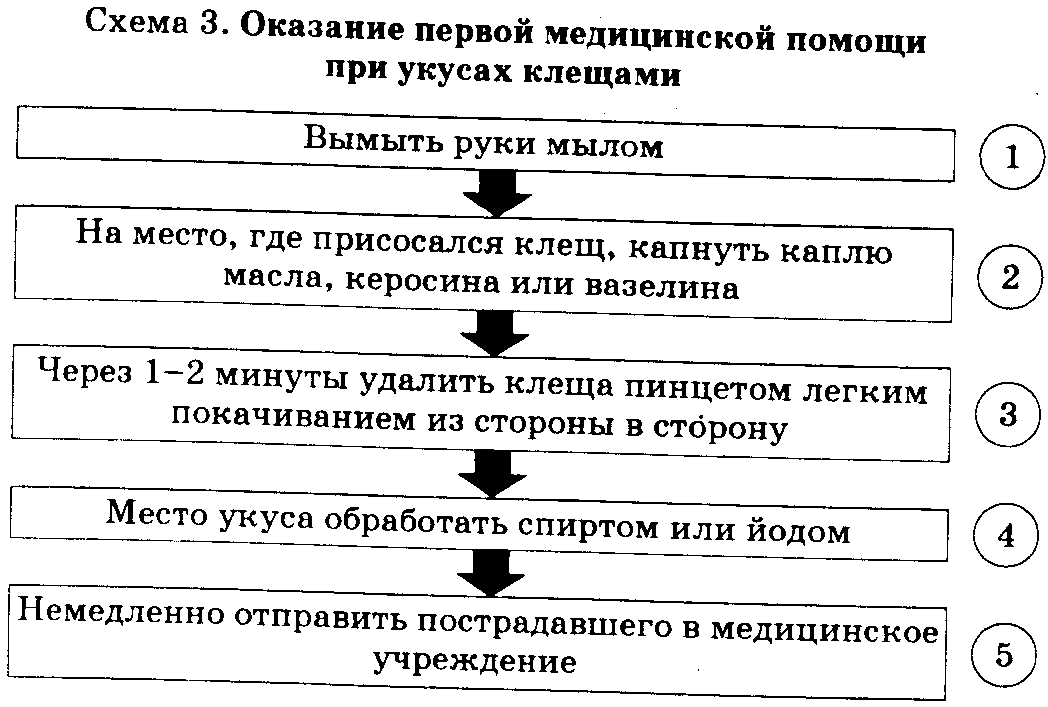 Схема 3. Оказание первой медицинской помощи
при укусах клещами
Вымыть руки мылом
1
На место, где присосался клещ, капнуть каплю
масла, керосина или вазелина
2
Через 1–2 минуты удалить клеща пинцетом легким
покачиванием из стороны в сторону
3
Место укуса обработать спиртом или йодом
4
Немедленно отправить пострадавшего в медицинское
учреждение
5